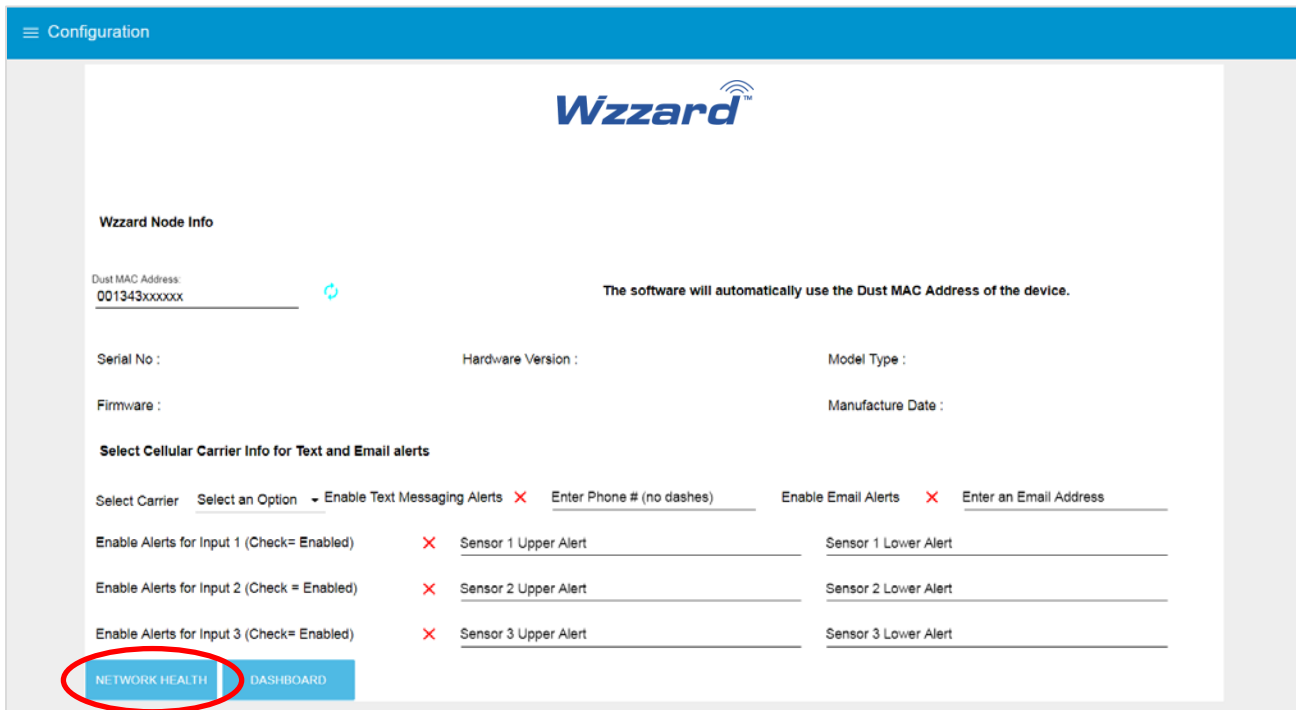 Configuration
Wzzard™
Wzzard Node Info
Dust MAC Address:
001343xxxxxx
The software will automatically use the Dust MAC Address of the device.
Serial No : Hardware Version : Model Type :
Firmware : Manufacture Date :
Select Cellular Carrier Info for Text and Email alerts
Select Carrier Select an Option Enable Text Messaging Alerts Enter Phone # (no dashes) Enable Email Alerts Enter an Email Address
Enable Alerts for Input 1 (Check= Enabled) Sensor 1 Upper Alert Sensor 1 Lower Alert
Enable Alerts for Input 2 (Check = Enabled) Sensor 2 Upper Alert Sensor 2 Lower Alert
Enable Alerts for Input 3 (Check= Enabled) Sensor 3 Upper Alert Sensor 3 Lower Alert
NETWORK HEALTH DASHBOARD